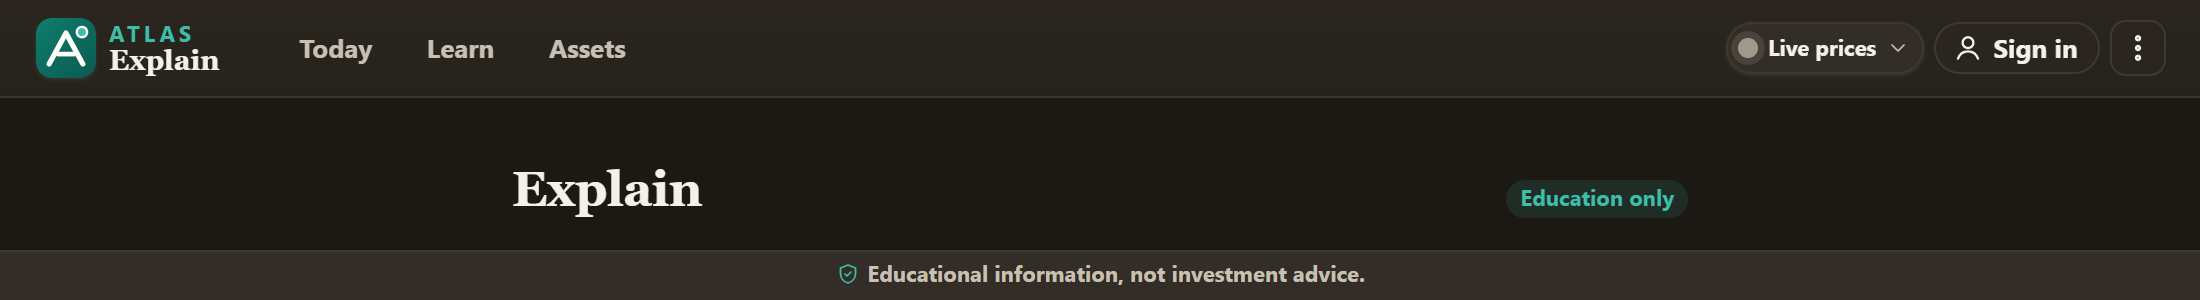 ATLAS
Explain
Today
Learn
Assets
Live prices
Sign in
Explain
Education only
Educational information, not investment advice.